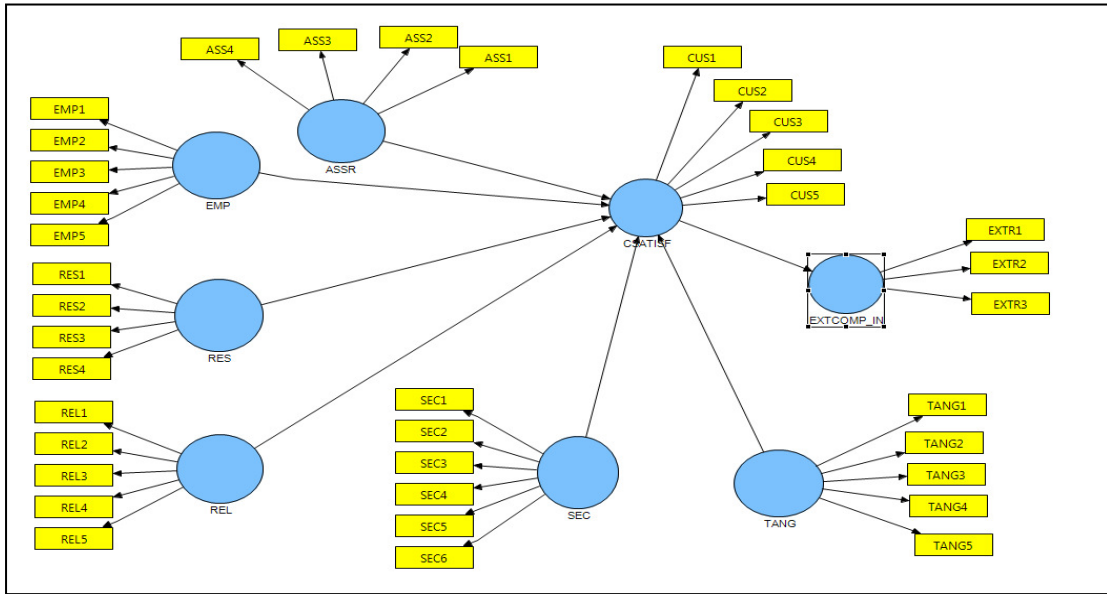 ASS4
ASS3
ASS2
ASS1
ASSR
EMP1
EMP2
EMP3
EMP4
EMP5
EMP
CUS1
CUS2
CUS3
CUS4
CUS5
CSATISF
EXTR1
EXTR2
EXTR3
EXTCOMP_IN
RES1
RES2
RES3
RES4
RES
REL1
REL2
REL3
REL4
REL5
REL
SEC1
SEC2
SEC3
SEC4
SEC5
SEC6
SEC
TANG1
TANG2
TANG3
TANG4
TANG5
TANG